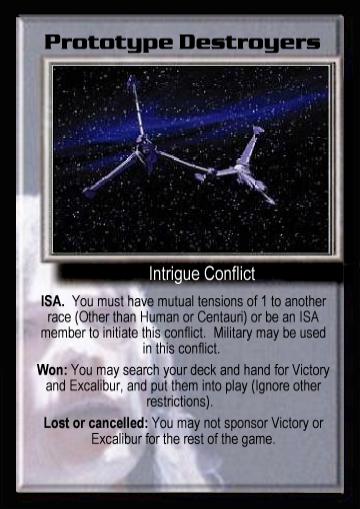 Prototype Destroyers
Intrigue Conflict
ISA. You must have mutual tensions of 1 to another
race (Other than Human or Centauri) or be an ISA
member to initiate this conflict. Military may be used
in this conflict.
Won: You may search your deck and hand for Victory
and Excalibur, and put them into play (Ignore other
restrictions).
Lost or cancelled: You may not sponsor Victory or
Excalibur for the rest of the game.